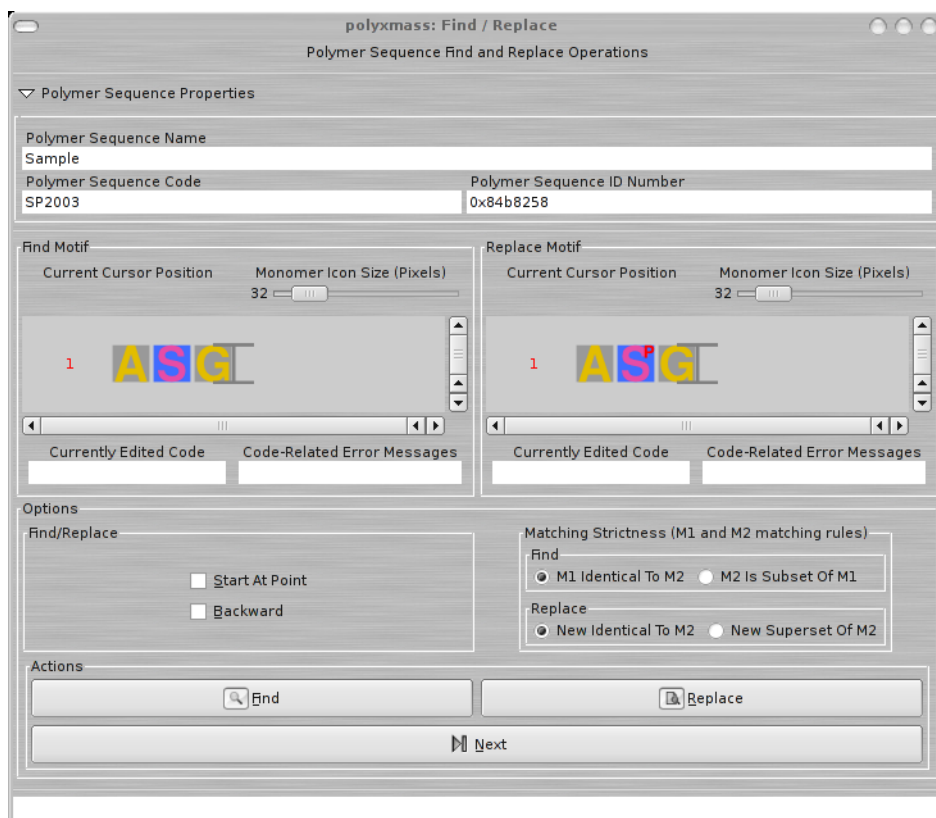 polyxmass: Find / Replace
Polymer Sequence Find and Replace Operations
Polymer Sequence Properties
Polymer Sequence Name
Sample
Polymer Sequence Code Polymer Sequence ID Number
SP2003 0x84b8258
Find Motif Replace Motif
Current Cursor Position Monomer Icon Size (Pixels) Current Cursor Position Monomer Icon Size (Pixels)
32 32
1 ASG 1 ASPG
Currently Edited Code Code-Related Error Messages Currently Edited Code Code-Related Error Messages
Options
Find/Replace Matching Strictness (M1 and M2 matching rules)
Find
Start At Point M1 Identical To M2 M2 Is Subset Of M1
Backward Replace
New Identical To M2 New Superset Of M2
Actions
Find Replace
Next